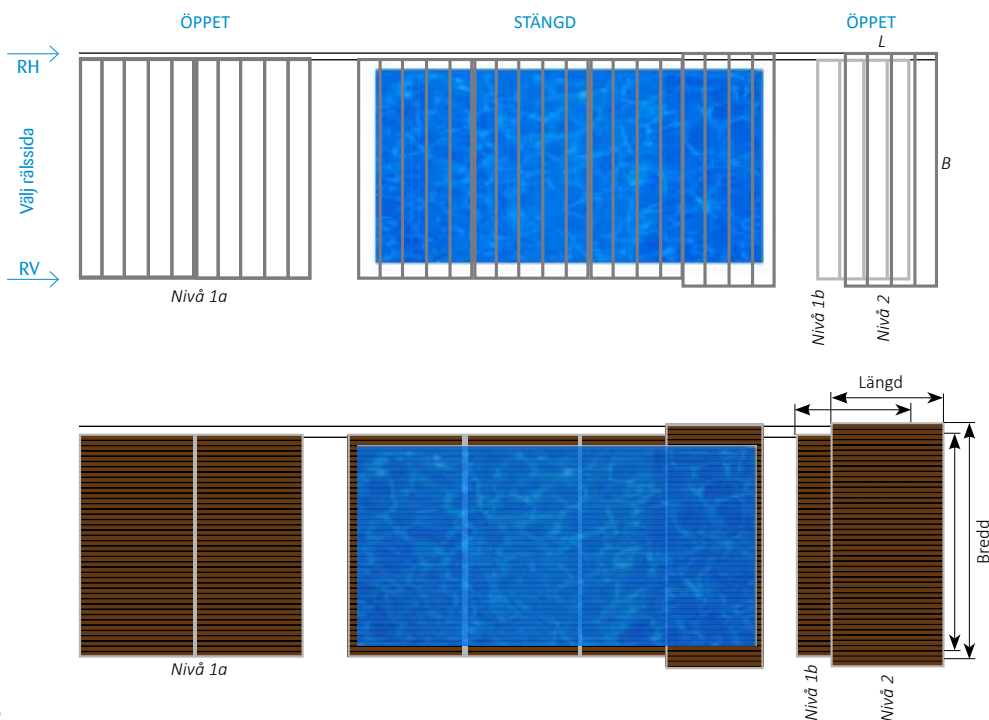 ÖPPET
STÄNGD
ÖPPET
L
RH
Välj rälssida
B
RV
Nivå 1a
Nivå 1b
Nivå 2
Längd
Bredd
Nivå 1a
Nivå 1b
Nivå 2